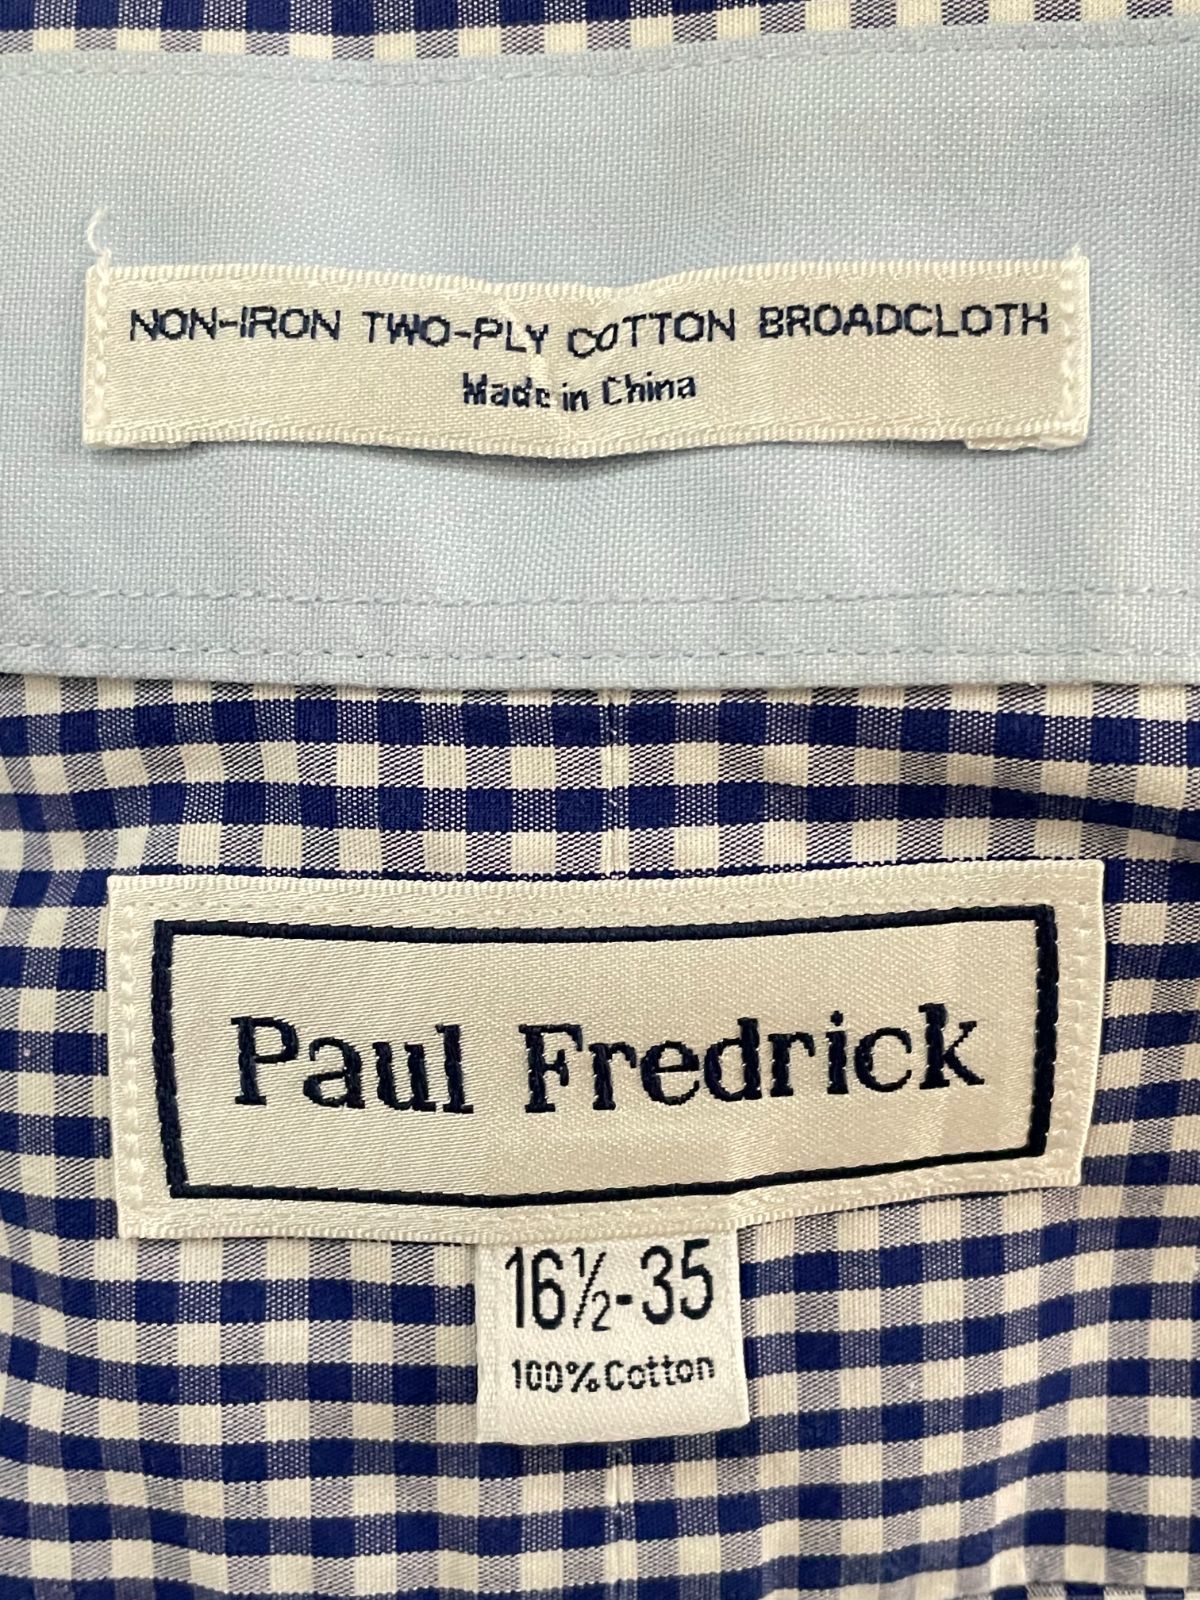 NON-IRON TWO-PLY COTTON BROADCLOTH
Made in China
Paul Fredrick
16½-35
100% Cotton